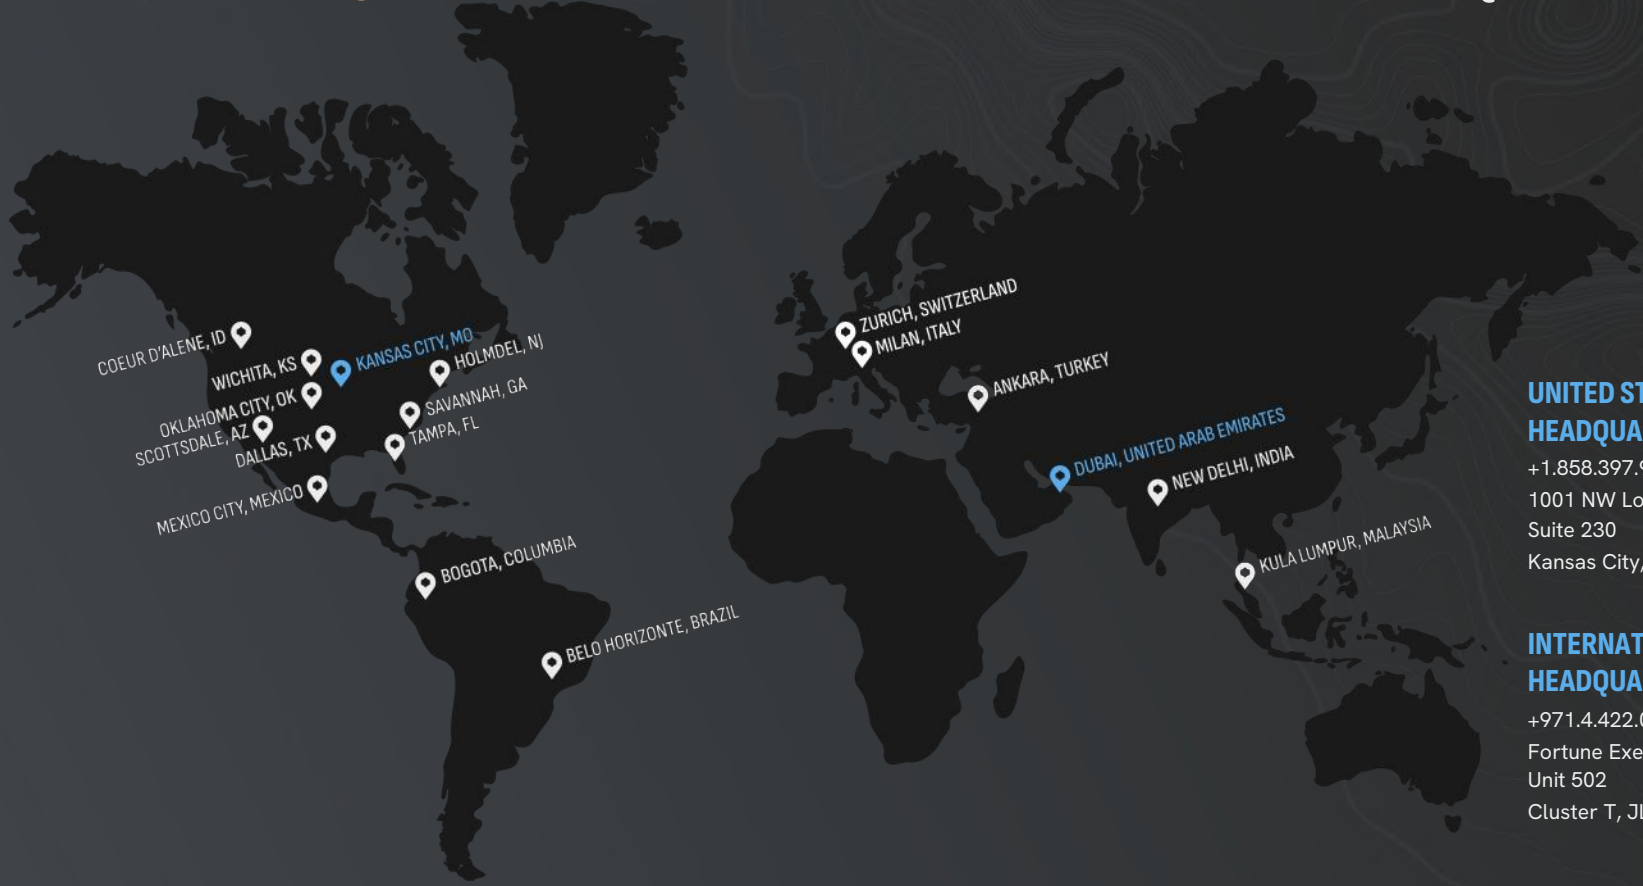 COEUR D'ALENE, ID
WICHITA, KS
KANSAS CITY, MO
HOLMDEL, NJ
OKLAHOMA CITY, OK
SCOTTSDALE, AZ
DALLAS, TX
SAVANNAH, GA
TAMPA, FL
MEXICO CITY, MEXICO
BOGOTA, COLUMBIA
BELO HORIZONTE, BRAZIL
ZURICH, SWITZERLAND
MILAN, ITALY
ANKARA, TURKEY
DUBAI, UNITED ARAB EMIRATES
NEW DELHI, INDIA
KULA LUMPUR, MALAYSIA
UNITED
HEADQUA
+1.858.397.
1001 NW
Suite 230
Kansas City,
INTERNAT
HEADQUA
+971.4.422.
Fortune Exe
Unit 502
Cluster T,